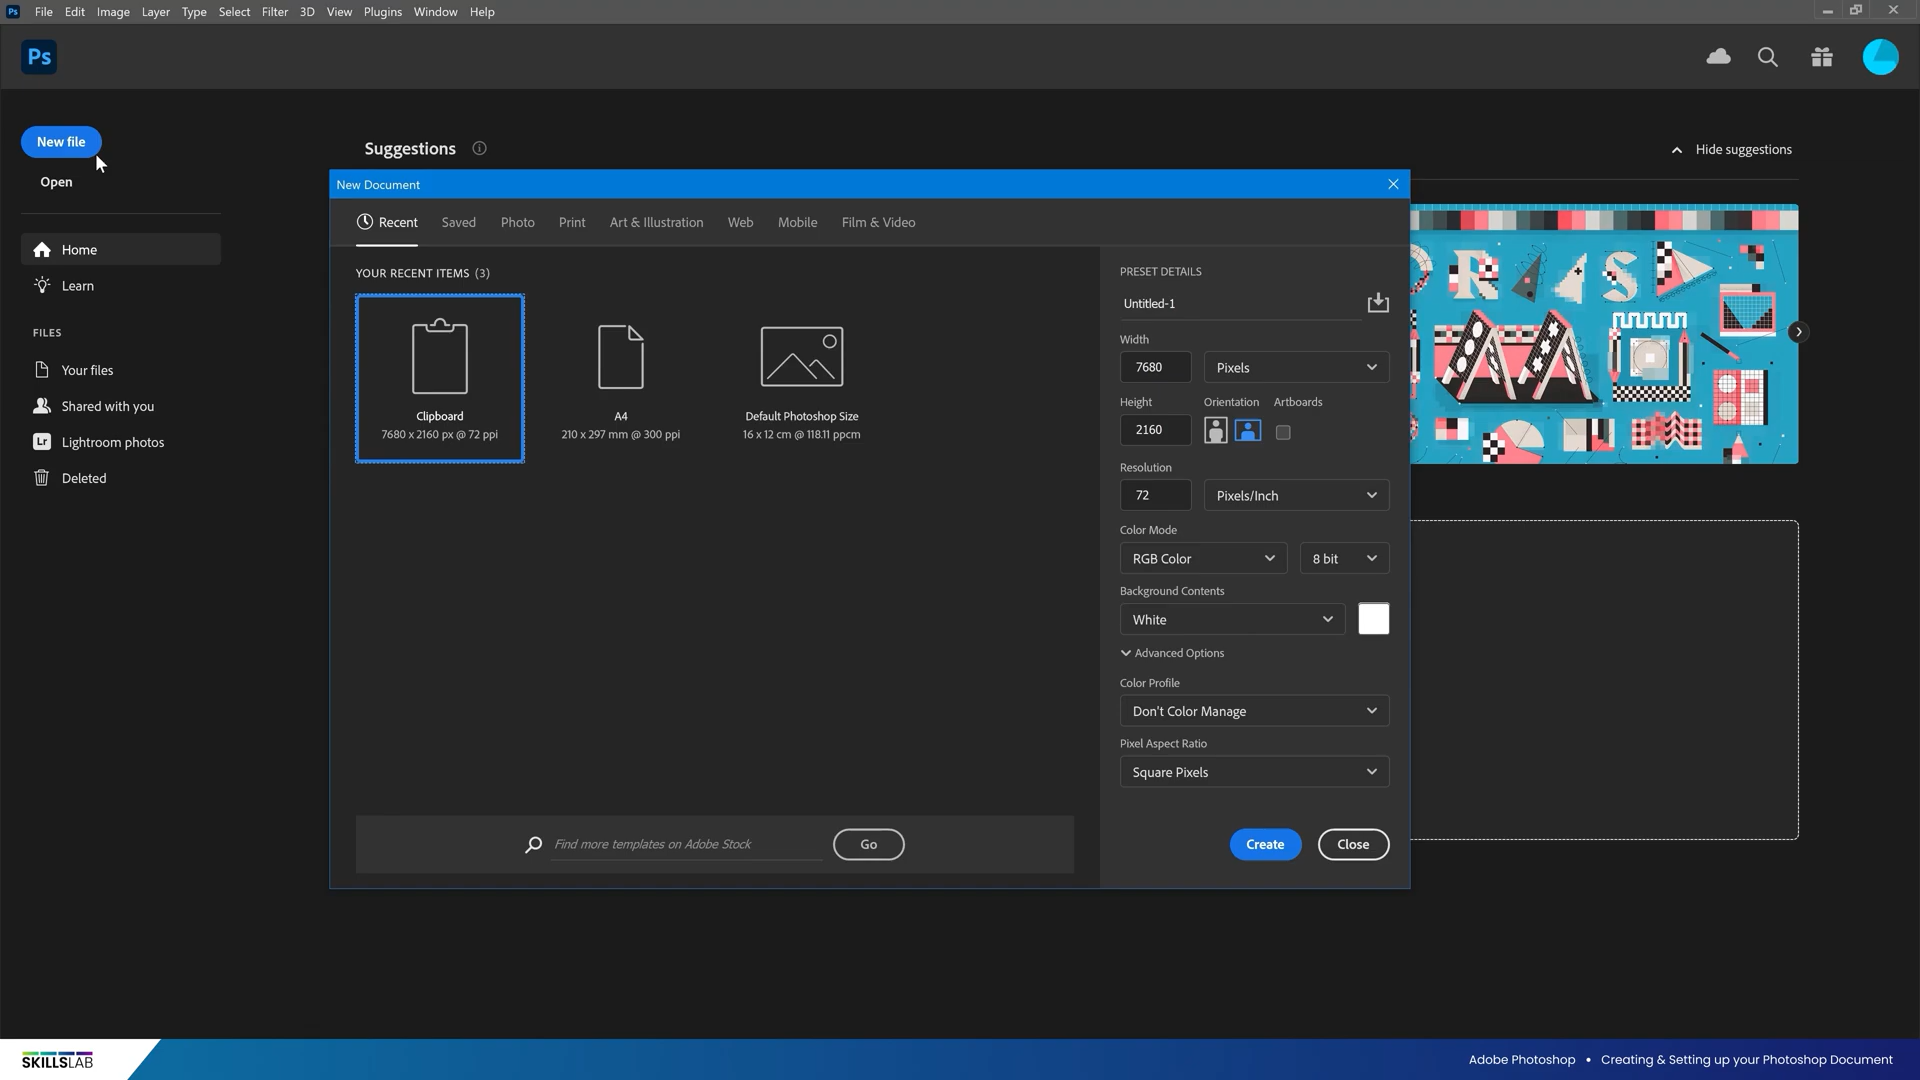 Ps File Edit Image Layer Type Select Filter 3D View Plugins Window Help
Ps
New file
Open
Home
Learn
FILES
Your files
Shared with you
Lr Lightroom photos
Deleted
Suggestions
Hide suggestions
New Document
Recent Saved Photo Print Art & Illustration Web Mobile Film & Video
YOUR RECENT ITEMS (3)
Clipboard
7680 x 2160 px @ 72 ppi
A4
210 x 297 mm @ 300 ppi
Default Photoshop Size
16 x 12 cm @ 118.11 ppcm
Find more templates on Adobe Stock
Go
PRESET DETAILS
Untitled-1
Width
7680 Pixels
Height Orientation Artboards
2160
Resolution
72 Pixels/Inch
Color Mode
RGB Color 8 bit
Background Contents
White
Advanced Options
Color Profile
Don't Color Manage
Pixel Aspect Ratio
Square Pixels
Create Close
SKILLSLAB
Adobe Photoshop • Creating & Setting up your Photoshop Document